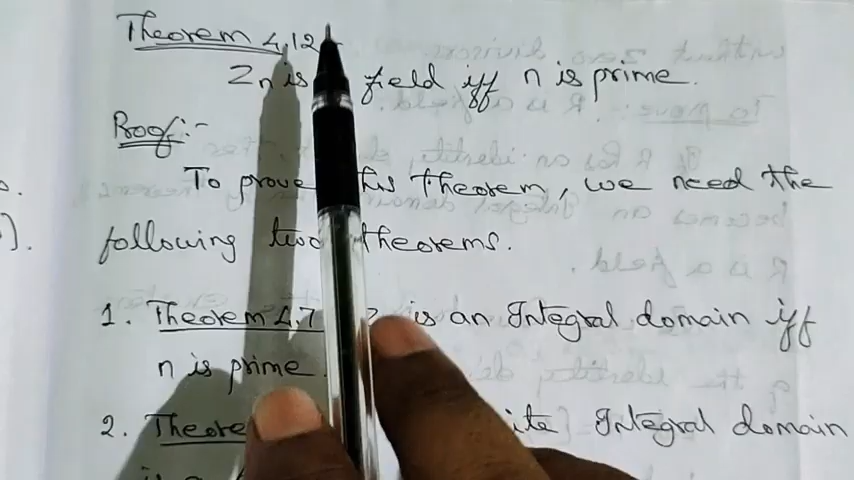 Theorem 4.12
Zn is field iff n is prime.
Proof:-
To prove this theorem, we need the
following two theorems.
1. Theorem 4.7 is an Integral domain iff
n is prime.
2. Integral domain
is a